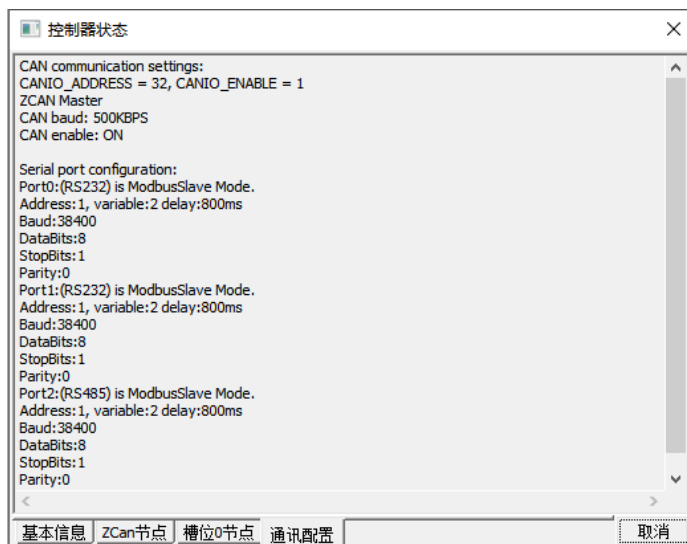 控制器状态
CAN communication settings:
CANIO_ADDRESS = 32, CANIO_ENABLE = 1
ZCAN Master
CAN baud: 500KBPS
CAN enable: ON
Serial port configuration:
Port0:(RS232) is ModbusSlave Mode.
Address:1, variable:2 delay:800ms
Baud:38400
DataBits:8
StopBits:1
Parity:0
Port1:(RS232) is ModbusSlave Mode.
Address:1, variable:2 delay:800ms
Baud:38400
DataBits:8
StopBits:1
Parity:0
Port2:(RS485) is ModbusSlave Mode.
Address:1, variable:2 delay:800ms
Baud:38400
DataBits:8
StopBits:1
Parity:0
基本信息 ZCan节点 槽位0节点 通讯配置 取消